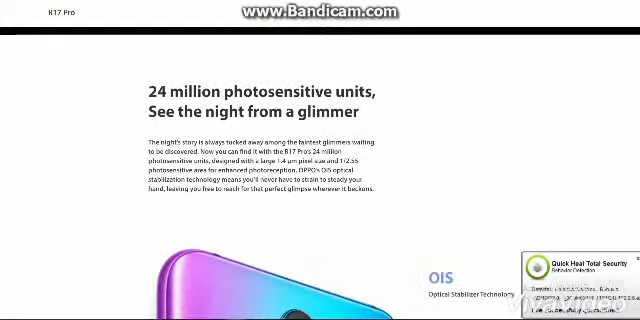 www.Bandicam.com
R17 Pro
24 million photosensitive units,
See the night from a glimmer
The night's story is always tucked away among the faintest glimmers waiting
to be discovered. Now you can find it with the R17 Pro's 24 million
photosensitive units, designed with a large 1.4 μm pixel size and 1/2.55
photosensitive area for enhanced photoreception. OPPO's OIS optical
stabilization technology means you'll never have to strain to steady your
hand, leaving you free to reach for that perfect glimpse wherever it beckons.
OIS
Optical Stabilizer Technology
Quick Heal Total Security
Behavior Detection
VivaVideo